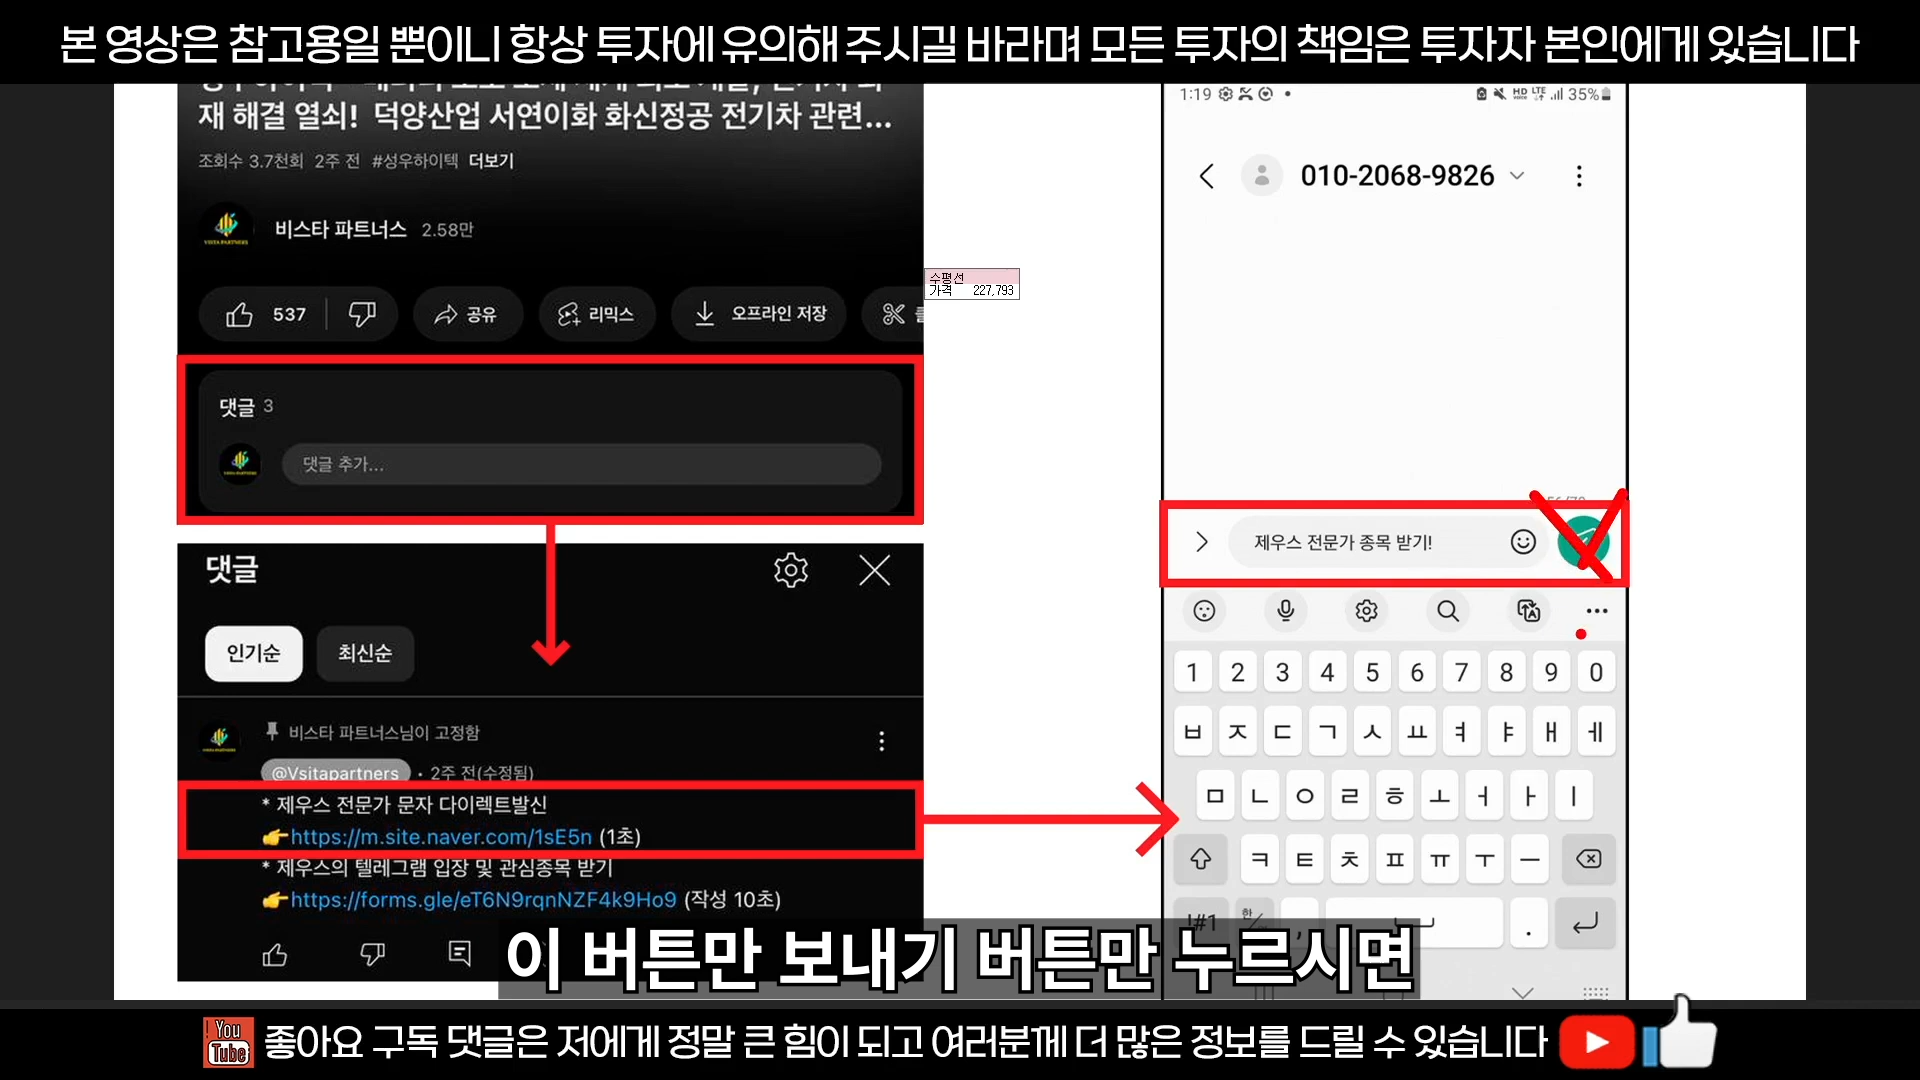 본 영상은 참고용일 뿐이니 항상 투자에 유의해 주시길 바라며 모든 투자의 책임은 투자자 본인에게 있습니다
재 해결 열쇠! 덕양산업 서연이화 화신정공 전기차 관련...
조회수 3.7천회 2주 전 #성우하이텍 더보기
VISTA PARTNERS
비스타 파트너스 2.58만
537
공유
리믹스
오프라인 저장
댓글 3
댓글 추가...
댓글
인기순
최신순
비스타 파트너스님이 고정함
@Vsitapartners · 2주 전(수정됨)
* 제우스 전문가 문자 다이렉트발신
👉https://m.site.naver.com/1sE5n (1초)
* 제우스의 텔레그램 입장 및 관심종목 받기
👉https://forms.gle/eT6N9rqnNZF4k9Ho9 (작성 10초)
수평선
가격 227,793
1:19
HD LTE 35%
010-2068-9826
제우스 전문가 종목 받기!
1 2 3 4 5 6 7 8 9 0
ㅂ ㅈ ㄷ ㄱ ㅅ ㅛ ㅕ ㅑ ㅐ ㅔ
ㅁ ㄴ ㅇ ㄹ ㅎ ㅗ ㅓ ㅏ ㅣ
ㅋ ㅌ ㅊ ㅍ ㅠ ㅜ ㅡ
!#1 한/ , .
이 버튼만 보내기 버튼만 누르시면
You Tube 좋아요 구독 댓글은 저에게 정말 큰 힘이 되고 여러분께 더 많은 정보를 드릴 수 있습니다